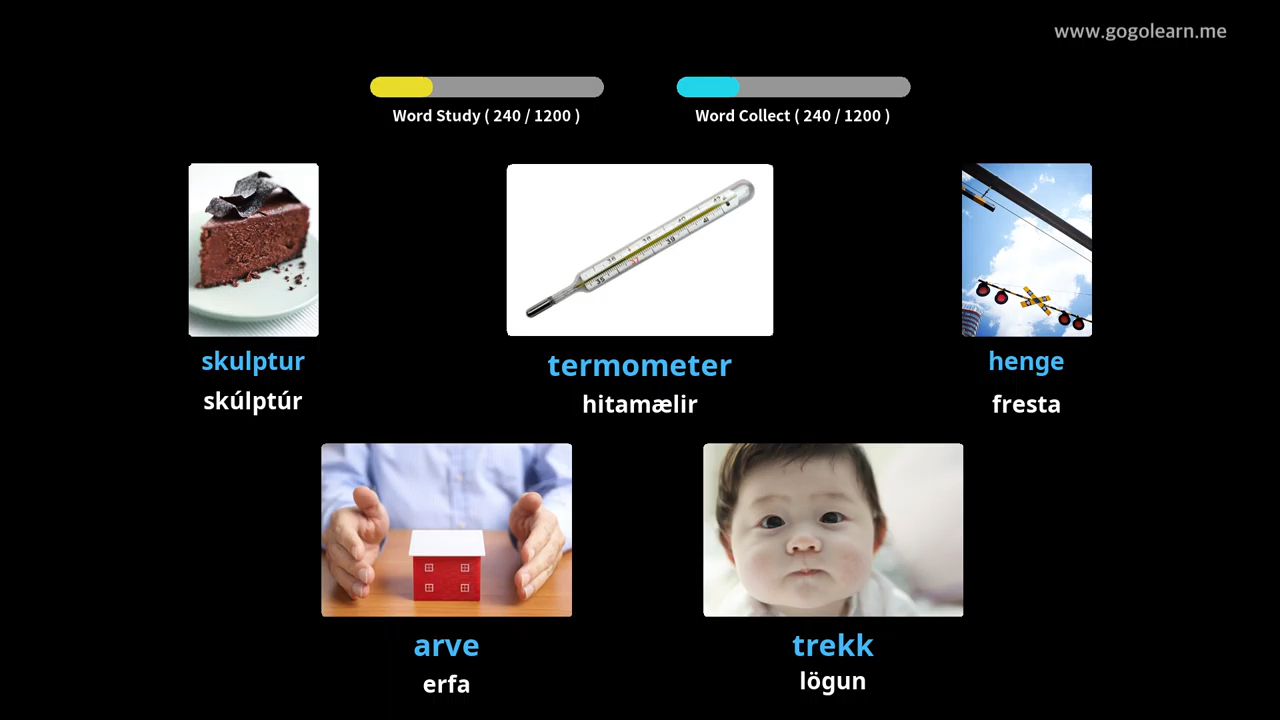 www.gogolearn.me
Word Study ( 240 / 1200 )
Word Collect ( 240 / 1200 )
skulptur
skúlptúr
termometer
hitamælir
henge
fresta
arve
erfa
trekk
lögun